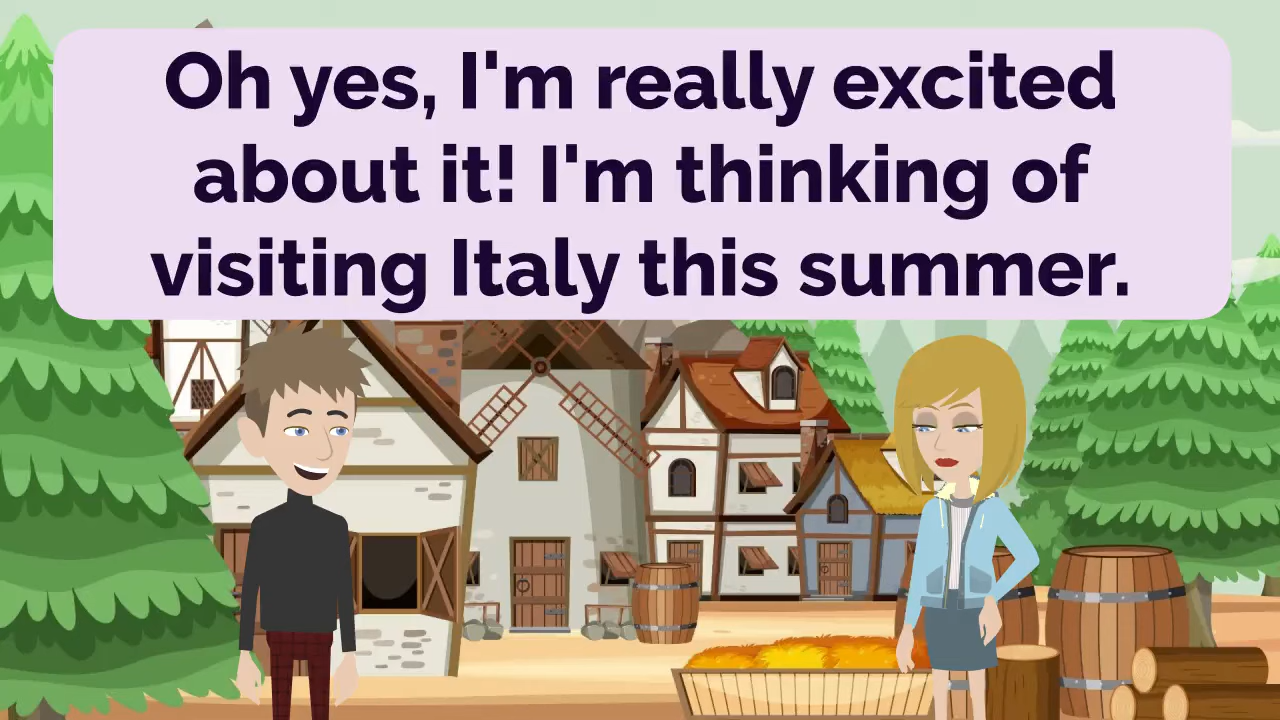 Oh yes, I'm really excited
about it! I'm thinking of
visiting Italy this summer.